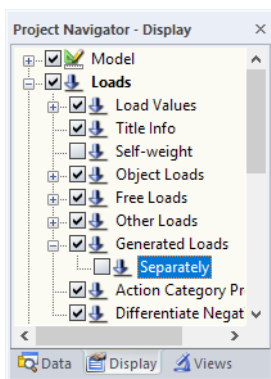 Project Navigator - Display
Model
Loads
Load Values
Title Info
Self-weight
Object Loads
Free Loads
Other Loads
Generated Loads
Separately
Action Category Pr
Differentiate Negat
Data Display Views